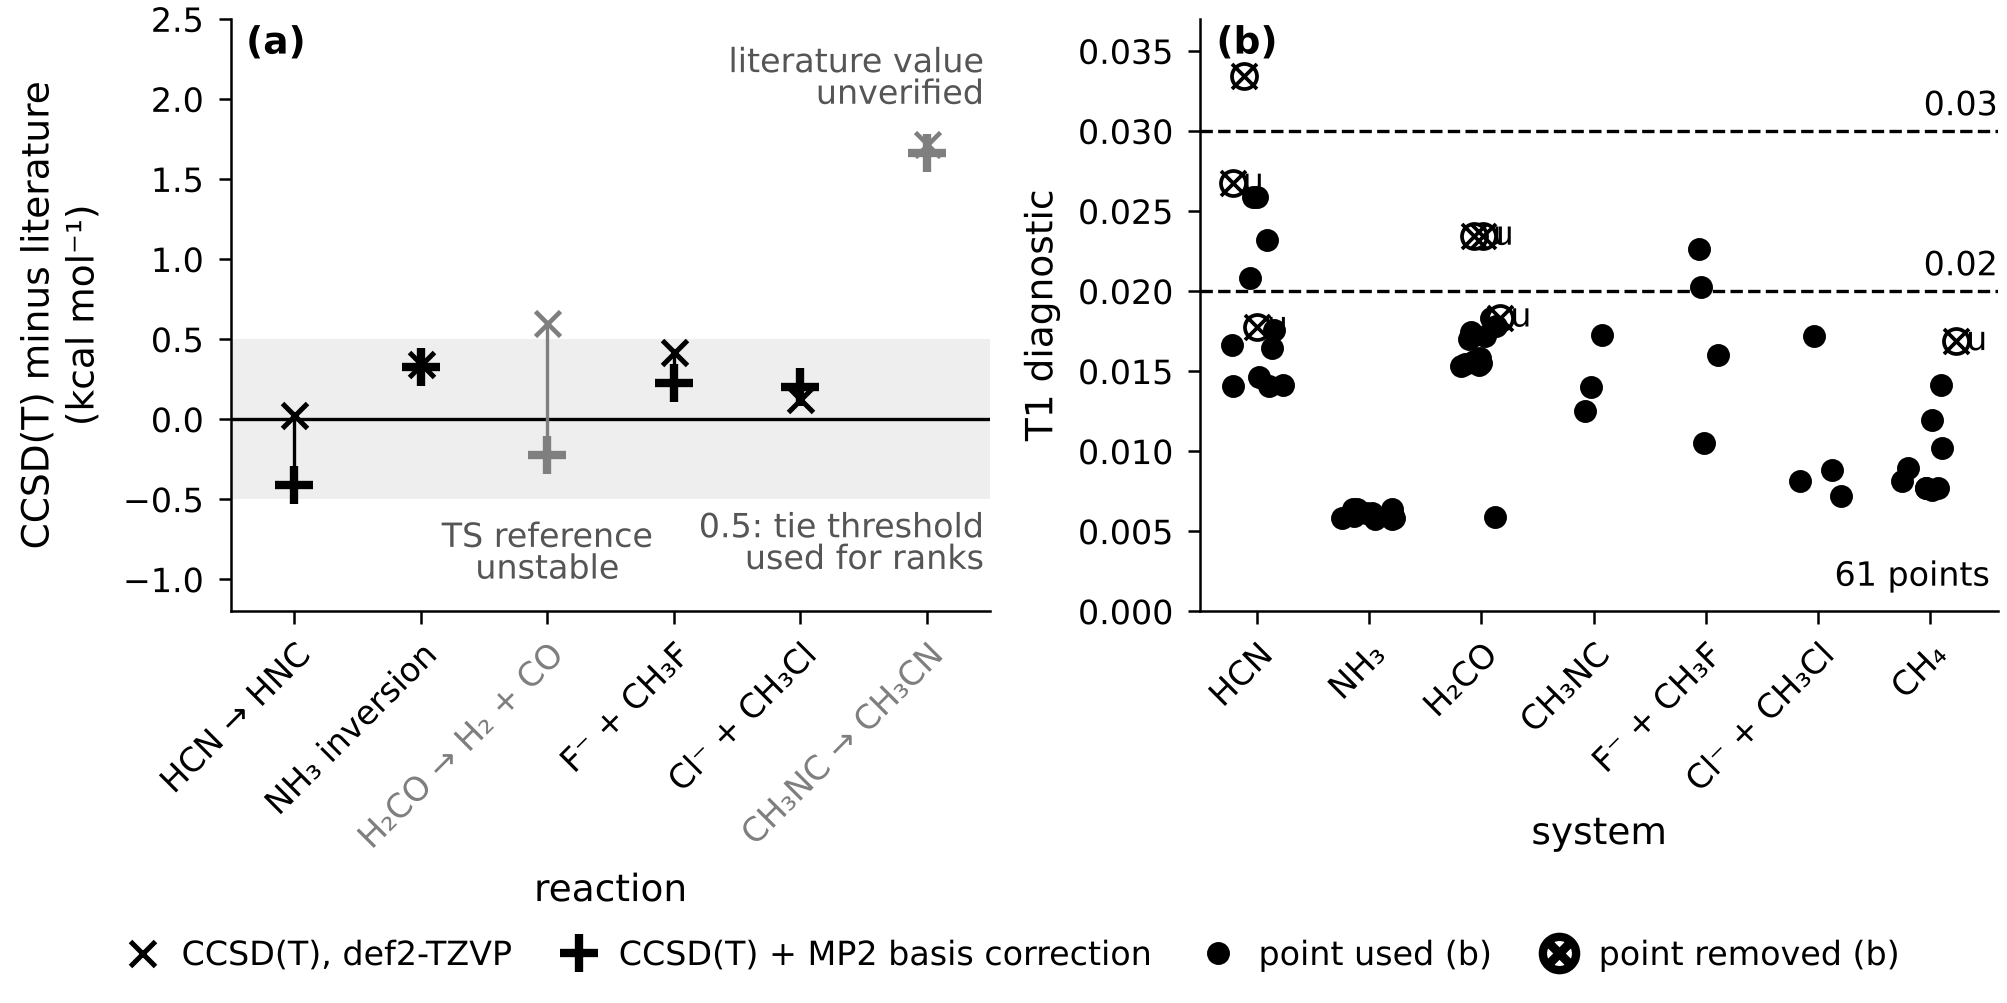 (a)
2.5
2.0
1.5
1.0
0.5
0.0
−0.5
−1.0
CCSD(T) minus literature
(kcal mol⁻¹)
literature value
unverified
TS reference
unstable
0.5: tie threshold
used for ranks
HCN → HNC
NH₃ inversion
H₂CO → H₂ + CO
F⁻ + CH₃F
Cl⁻ + CH₃Cl
CH₃NC → CH₃CN
reaction
(b)
0.035
0.030
0.025
0.020
0.015
0.010
0.005
0.000
T1 diagnostic
0.03
0.02
u
u
u
u
u
61 points
HCN
NH₃
H₂CO
CH₃NC
F⁻ + CH₃F
Cl⁻ + CH₃Cl
CH₄
system
CCSD(T), def2-TZVP
CCSD(T) + MP2 basis correction
point used (b)
point removed (b)